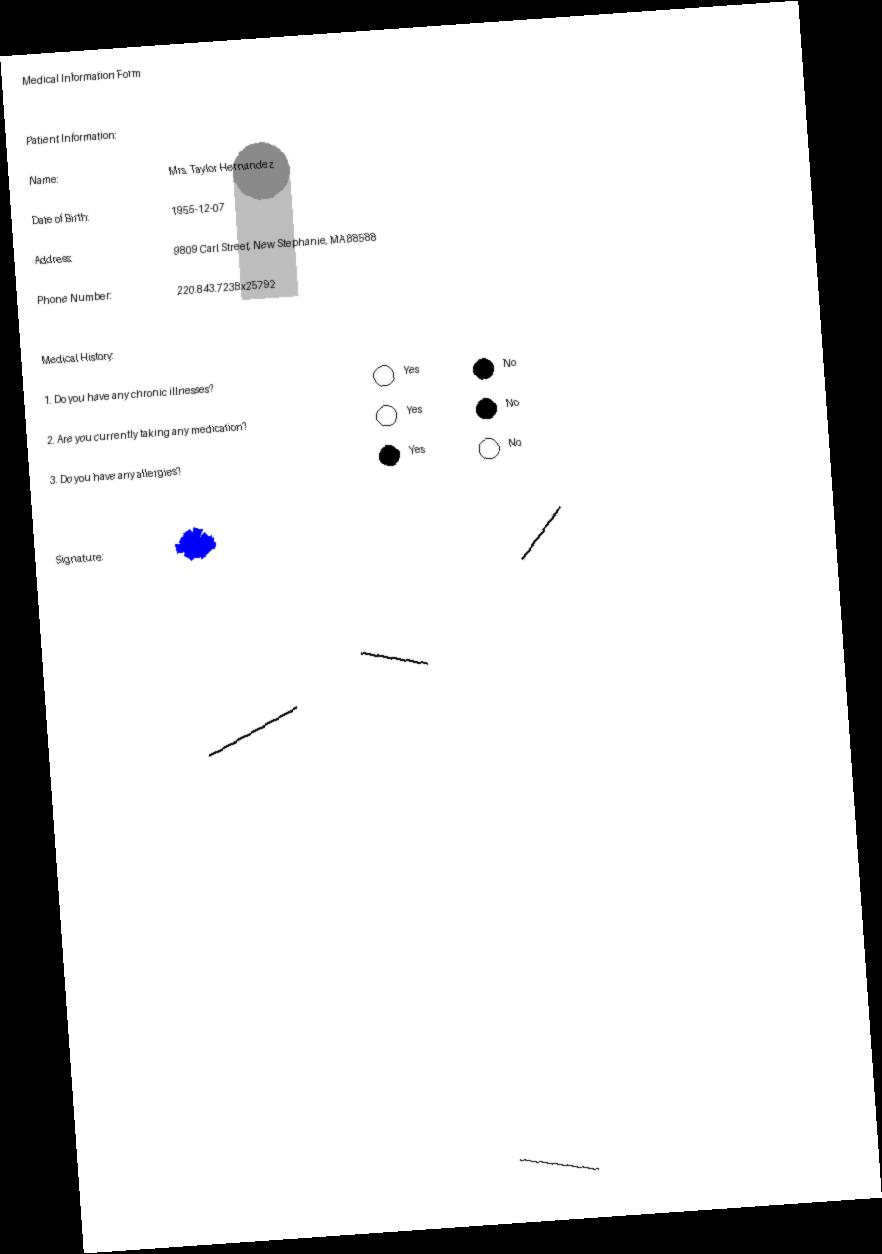 Medical Information Form
Patient Information:
Name: Mrs. Taylor Hernandez
Date of Birth: 1955-12-07
Address: 9809 Carl Street, New Stephanie, MA 88588
Phone Number: 220.843.7238x25792
Medical History:
1. Do you have any chronic illnesses? Yes No
2. Are you currently taking any medication? Yes No
3. Do you have any allergies? Yes No
Signature: